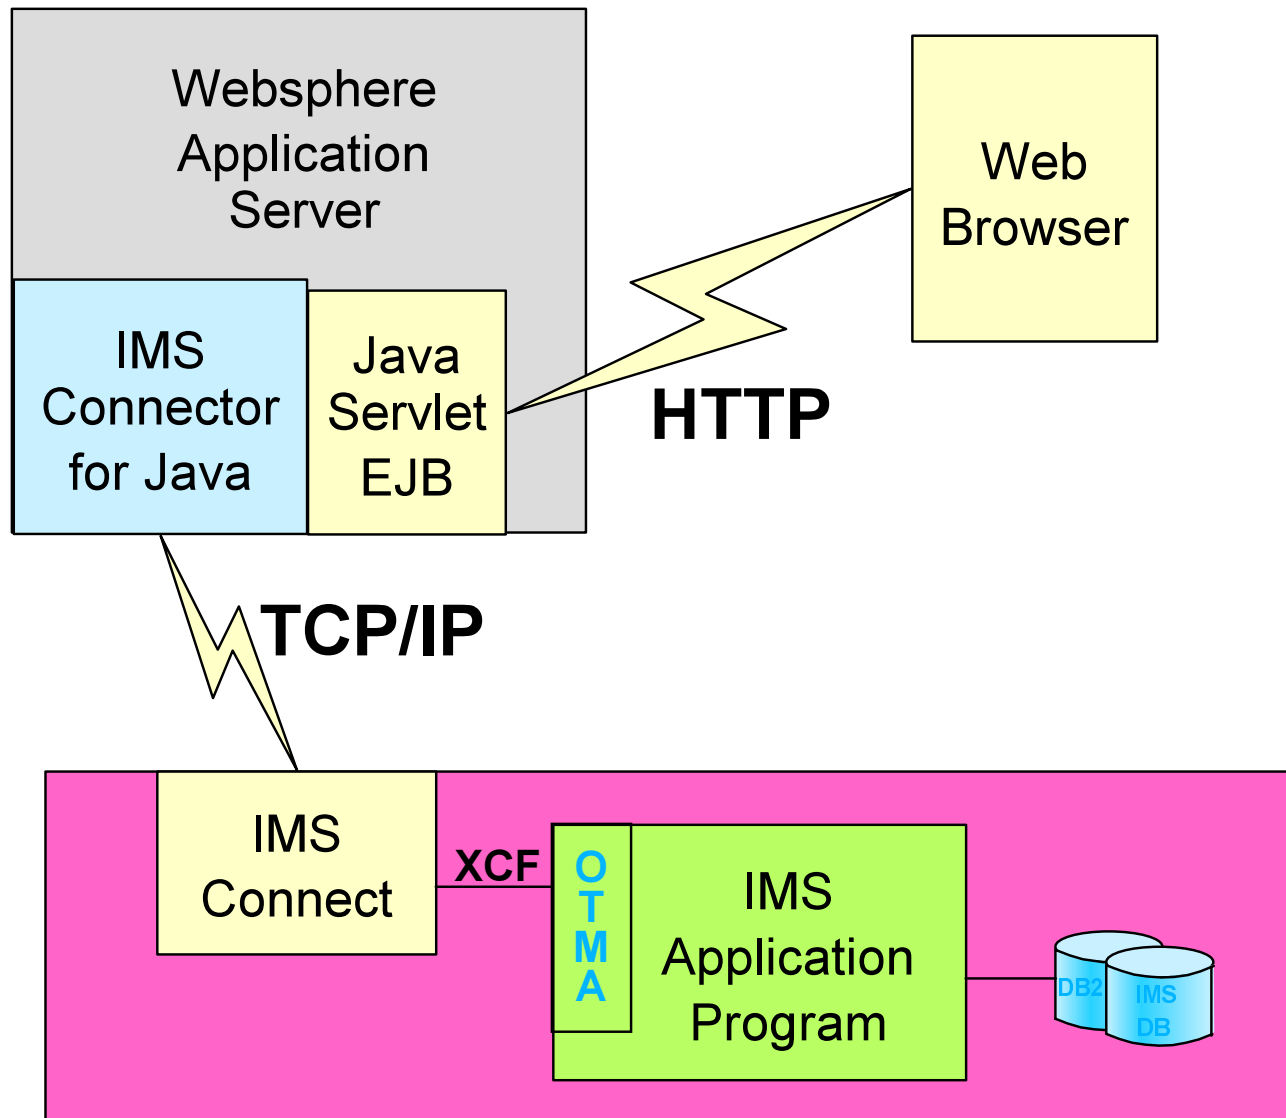 Websphere
Application
Server
Web
Browser
IMS
Connector
for Java
Java
Servlet
EJB
HTTP
TCP/IP
IMS
Connect
XCF
O
T
M
A
IMS
Application
Program
DB2
IMS
DB